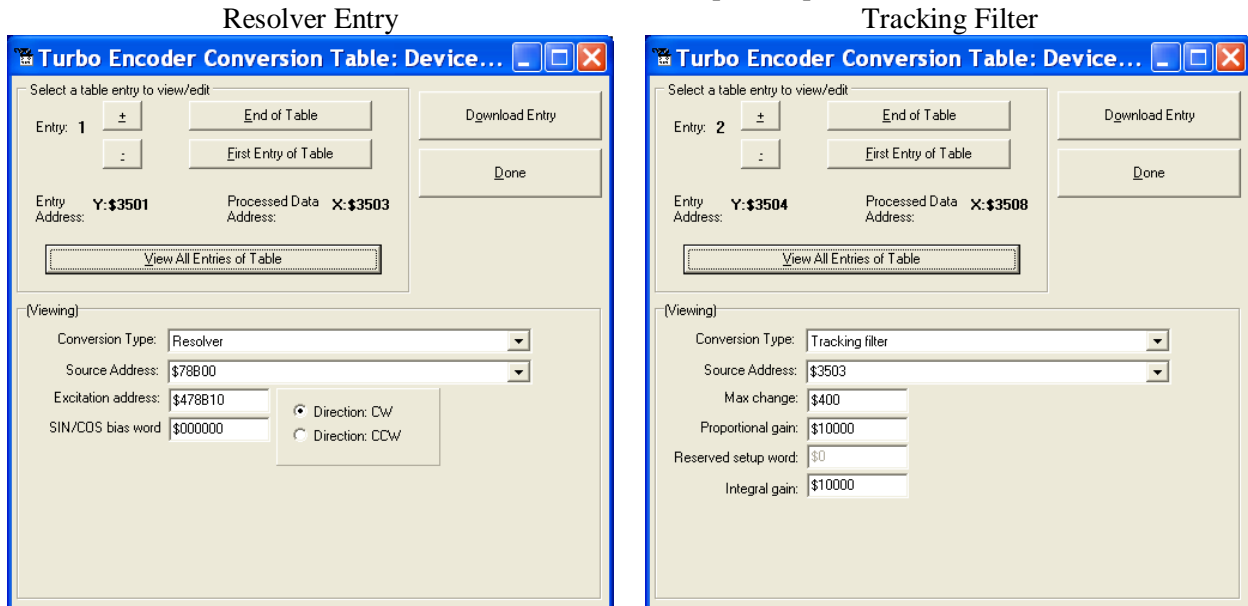 Resolver Entry
Turbo Encoder Conversion Table: Device...
Select a table entry to view/edit
Entry: 1
+
End of Table
-
First Entry of Table
Download Entry
Done
Entry Address: Y:$3501
Processed Data Address: X:$3503
View All Entries of Table
(Viewing)
Conversion Type: Resolver
Source Address: $78B00
Excitation address: $478B10
SIN/COS bias word $000000
Direction: CW
Direction: CCW
Tracking Filter
Turbo Encoder Conversion Table: Device...
Select a table entry to view/edit
Entry: 2
+
End of Table
-
First Entry of Table
Download Entry
Done
Entry Address: Y:$3504
Processed Data Address: X:$3508
View All Entries of Table
(Viewing)
Conversion Type: Tracking filter
Source Address: $3503
Max change: $400
Proportional gain: $10000
Reserved setup word: $0
Integral gain: $10000